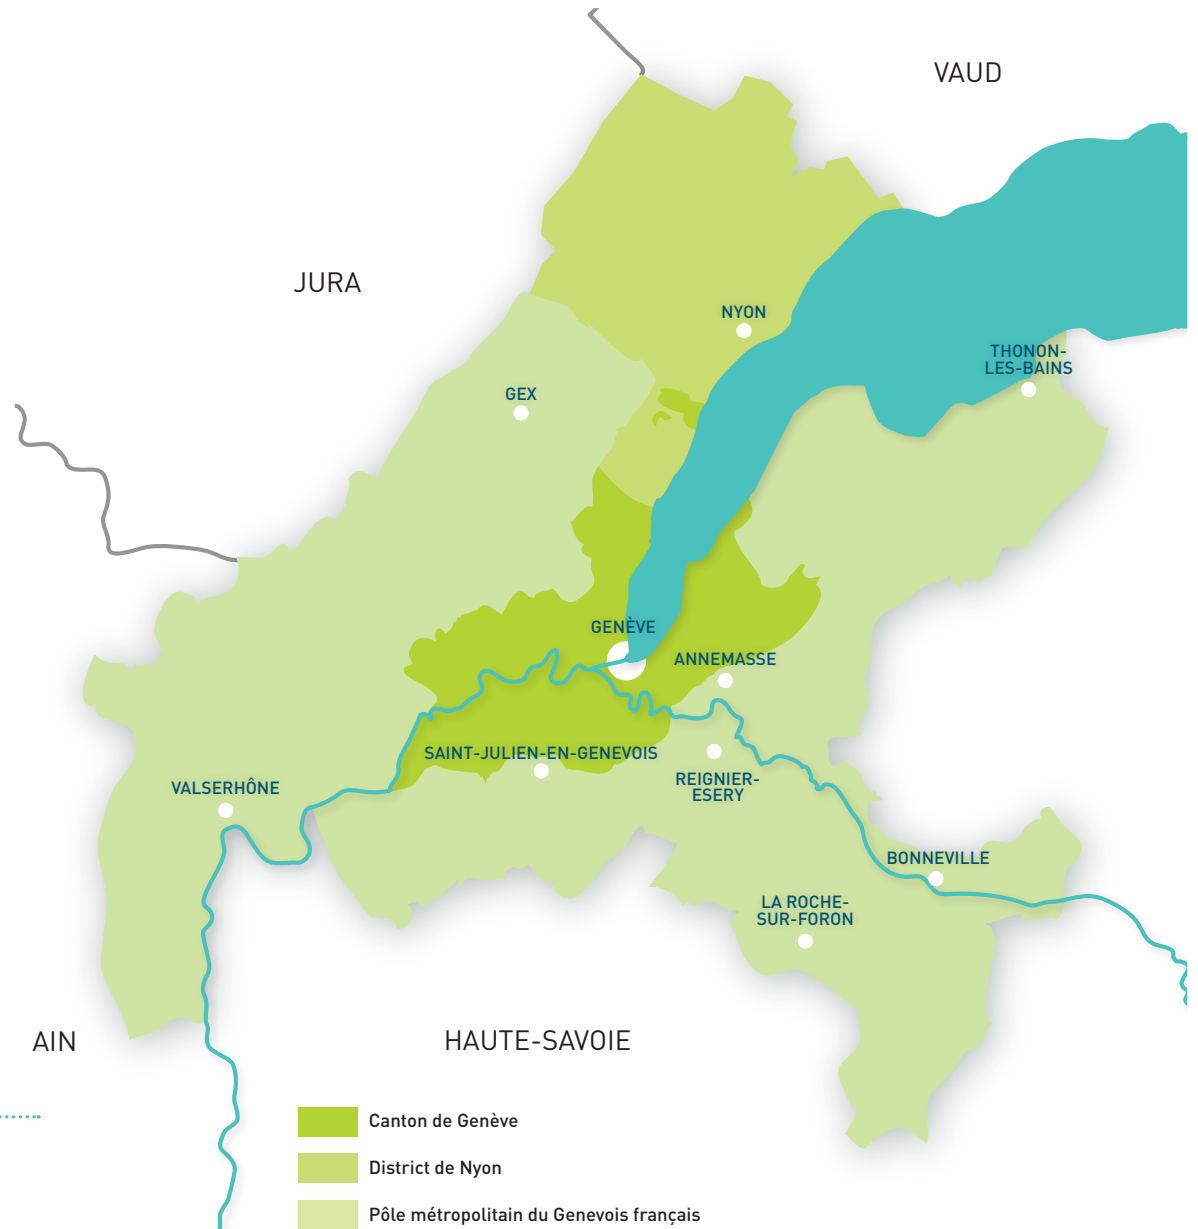 VAUD
JURA
NYON
THONON-
LES-BAINS
GEX
GENÈVE
ANNEMASSE
SAINT-JULIEN-EN-GENEVOIS
VALSERHÔNE
REIGNIER-
ESERY
BONNEVILLE
LA ROCHE-
SUR-FORON
AIN
HAUTE-SAVOIE
Canton de Genève
District de Nyon
Pôle métropolitain du Genevois français